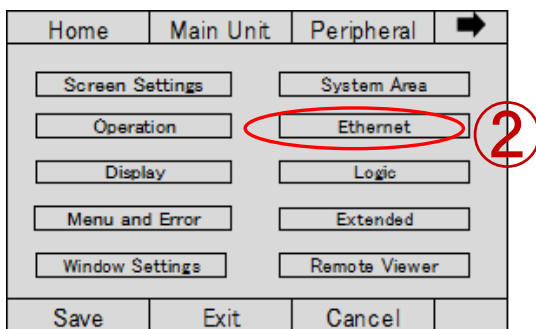 Home Main Unit Peripheral
Screen Settings System Area
Operation Ethernet ②
Display Logic
Menu and Error Extended
Window Settings Remote Viewer
Save Exit Cancel